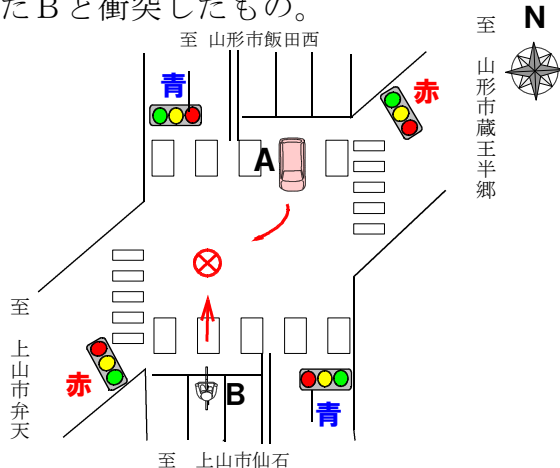 たBと衝突したもの。
至 山形市飯田西
N
至 山形市蔵王半郷
青
赤
A
至 上山市弁天
赤
B
青
至 上山市仙石